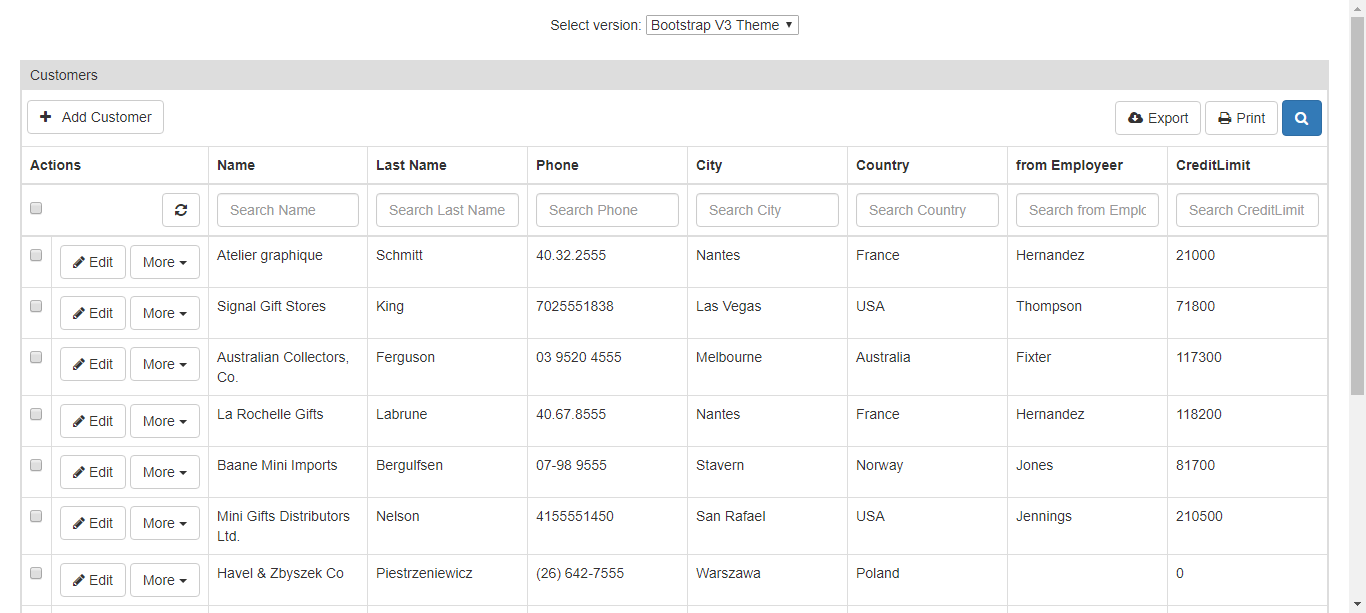 Select version: Bootstrap V3 Theme
Customers
Add Customer Export Print
Actions Name Last Name Phone City Country from Employeer CreditLimit
Search Name Search Last Name Search Phone Search City Search Country Search from Emplc Search CreditLimit
Edit More Atelier graphique Schmitt 40.32.2555 Nantes France Hernandez 21000
Edit More Signal Gift Stores King 7025551838 Las Vegas USA Thompson 71800
Edit More Australian Collectors, Ferguson 03 9520 4555 Melbourne Australia Fixter 117300
Co.
Edit More La Rochelle Gifts Labrune 40.67.8555 Nantes France Hernandez 118200
Edit More Baane Mini Imports Bergulfsen 07-98 9555 Stavern Norway Jones 81700
Edit More Mini Gifts Distributors Nelson 4155551450 San Rafael USA Jennings 210500
Ltd.
Edit More Havel & Zbyszek Co Piestrzeniewicz (26) 642-7555 Warszawa Poland 0